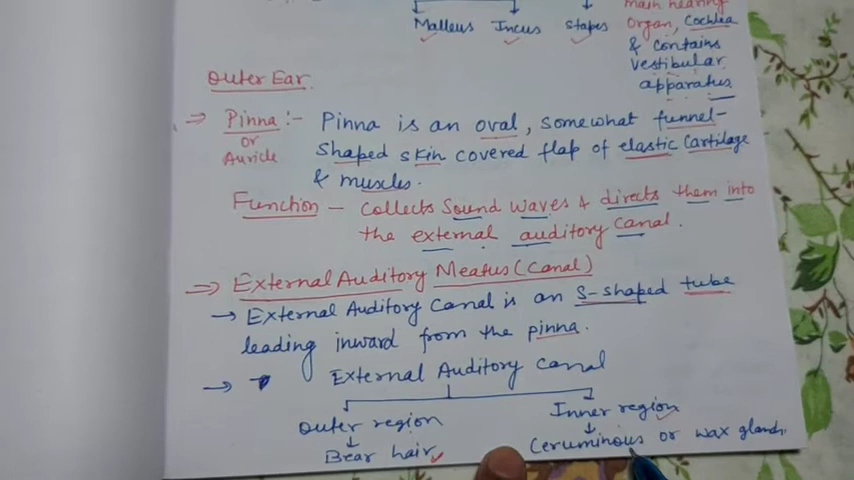 main hearing
Malleus Incus Stapes organ, Cochlea
& contains
vestibular
apparatus.
Outer Ear
⇒ Pinna :- Pinna is an oval, somewhat funnel-
or
Auricle shaped skin covered flap of elastic Cartilage
& muscles.
Function - Collects Sound waves & directs them into
the external auditory canal.
⇒ External Auditory Meatus (Canal)
→ External Auditory Canal is an S-shaped tube
leading inward from the pinna.
→ External Auditory Canal
Outer region Inner region
↓ ↓
Bear hair Ceruminous or wax glands.